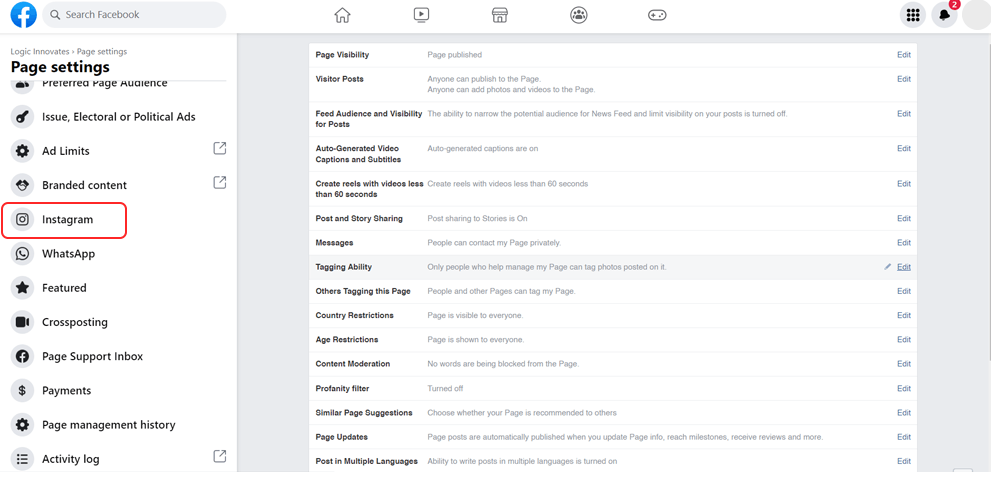 Search Facebook
2
Logic Innovates › Page settings
Page settings
Preferred Page Audience
Issue, Electoral or Political Ads
Ad Limits
Branded content
Instagram
WhatsApp
Featured
Crossposting
Page Support Inbox
$ Payments
Page management history
Activity log
Page Visibility Page published Edit
Visitor Posts Anyone can publish to the Page. Edit
Anyone can add photos and videos to the Page.
Feed Audience and Visibility The ability to narrow the potential audience for News Feed and limit visibility on your posts is turned off. Edit
for Posts
Auto-Generated Video Auto-generated captions are on Edit
Captions and Subtitles
Create reels with videos less Create reels with videos less than 60 seconds Edit
than 60 seconds
Post and Story Sharing Post sharing to Stories is On Edit
Messages People can contact my Page privately. Edit
Tagging Ability Only people who help manage my Page can tag photos posted on it. Edit
Others Tagging this Page People and other Pages can tag my Page. Edit
Country Restrictions Page is visible to everyone. Edit
Age Restrictions Page is shown to everyone. Edit
Content Moderation No words are being blocked from the Page. Edit
Profanity filter Turned off Edit
Similar Page Suggestions Choose whether your Page is recommended to others Edit
Page Updates Page posts are automatically published when you update Page info, reach milestones, receive reviews and more. Edit
Post in Multiple Languages Ability to write posts in multiple languages is turned on Edit